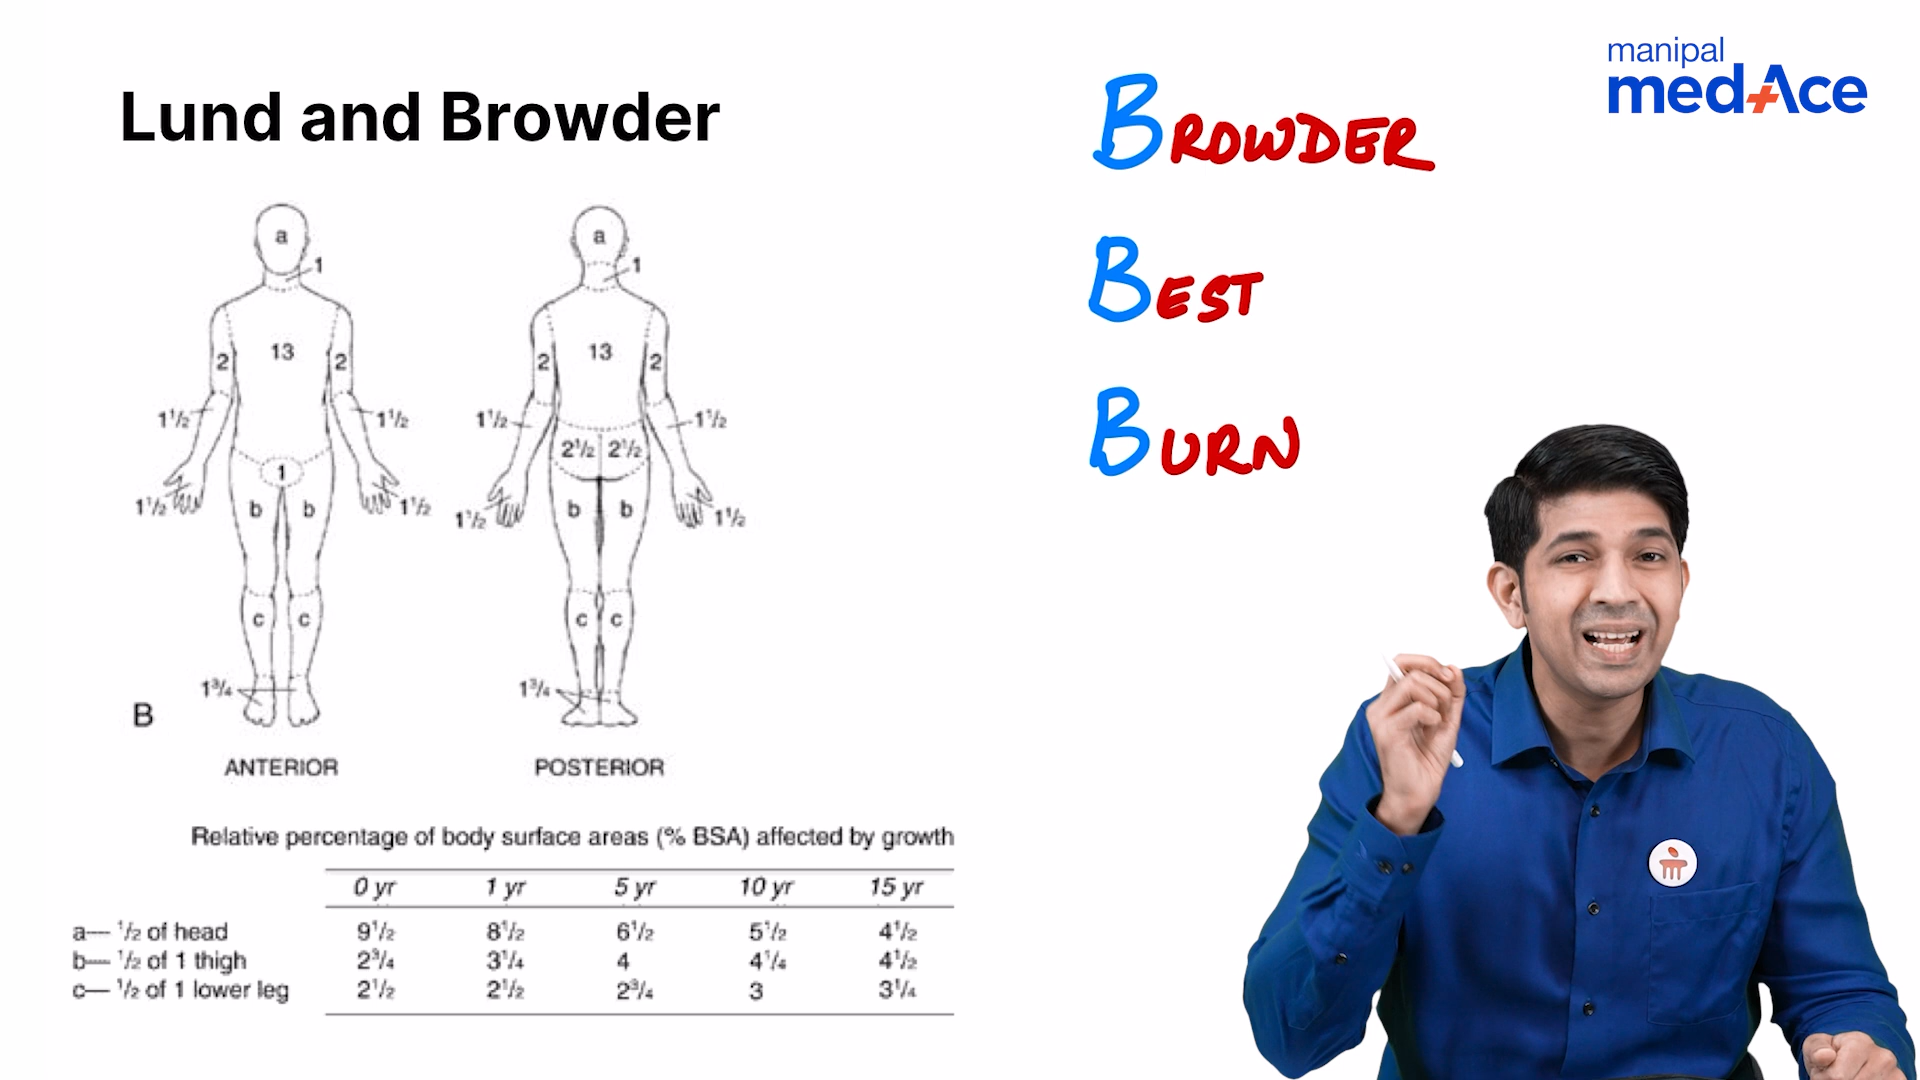 Lund and Browder
manipal
medAce
BROWDER
BEST
BURN
a
1
13
2
2
1½
1½
1
1½
1½
b
b
c
c
1¾
B
ANTERIOR
a
1
13
2
2
1½
1½
2½
2½
1½
1½
b
b
c
c
1¾
POSTERIOR
Relative percentage of body surface areas (% BSA) affected by growth
0 yr 1 yr 5 yr 10 yr 15 yr
a— ½ of head 9½ 8½ 6½ 5½ 4½
b— ½ of 1 thigh 2¾ 3¼ 4 4¼ 4½
c— ½ of 1 lower leg 2½ 2½ 2¾ 3 3¼